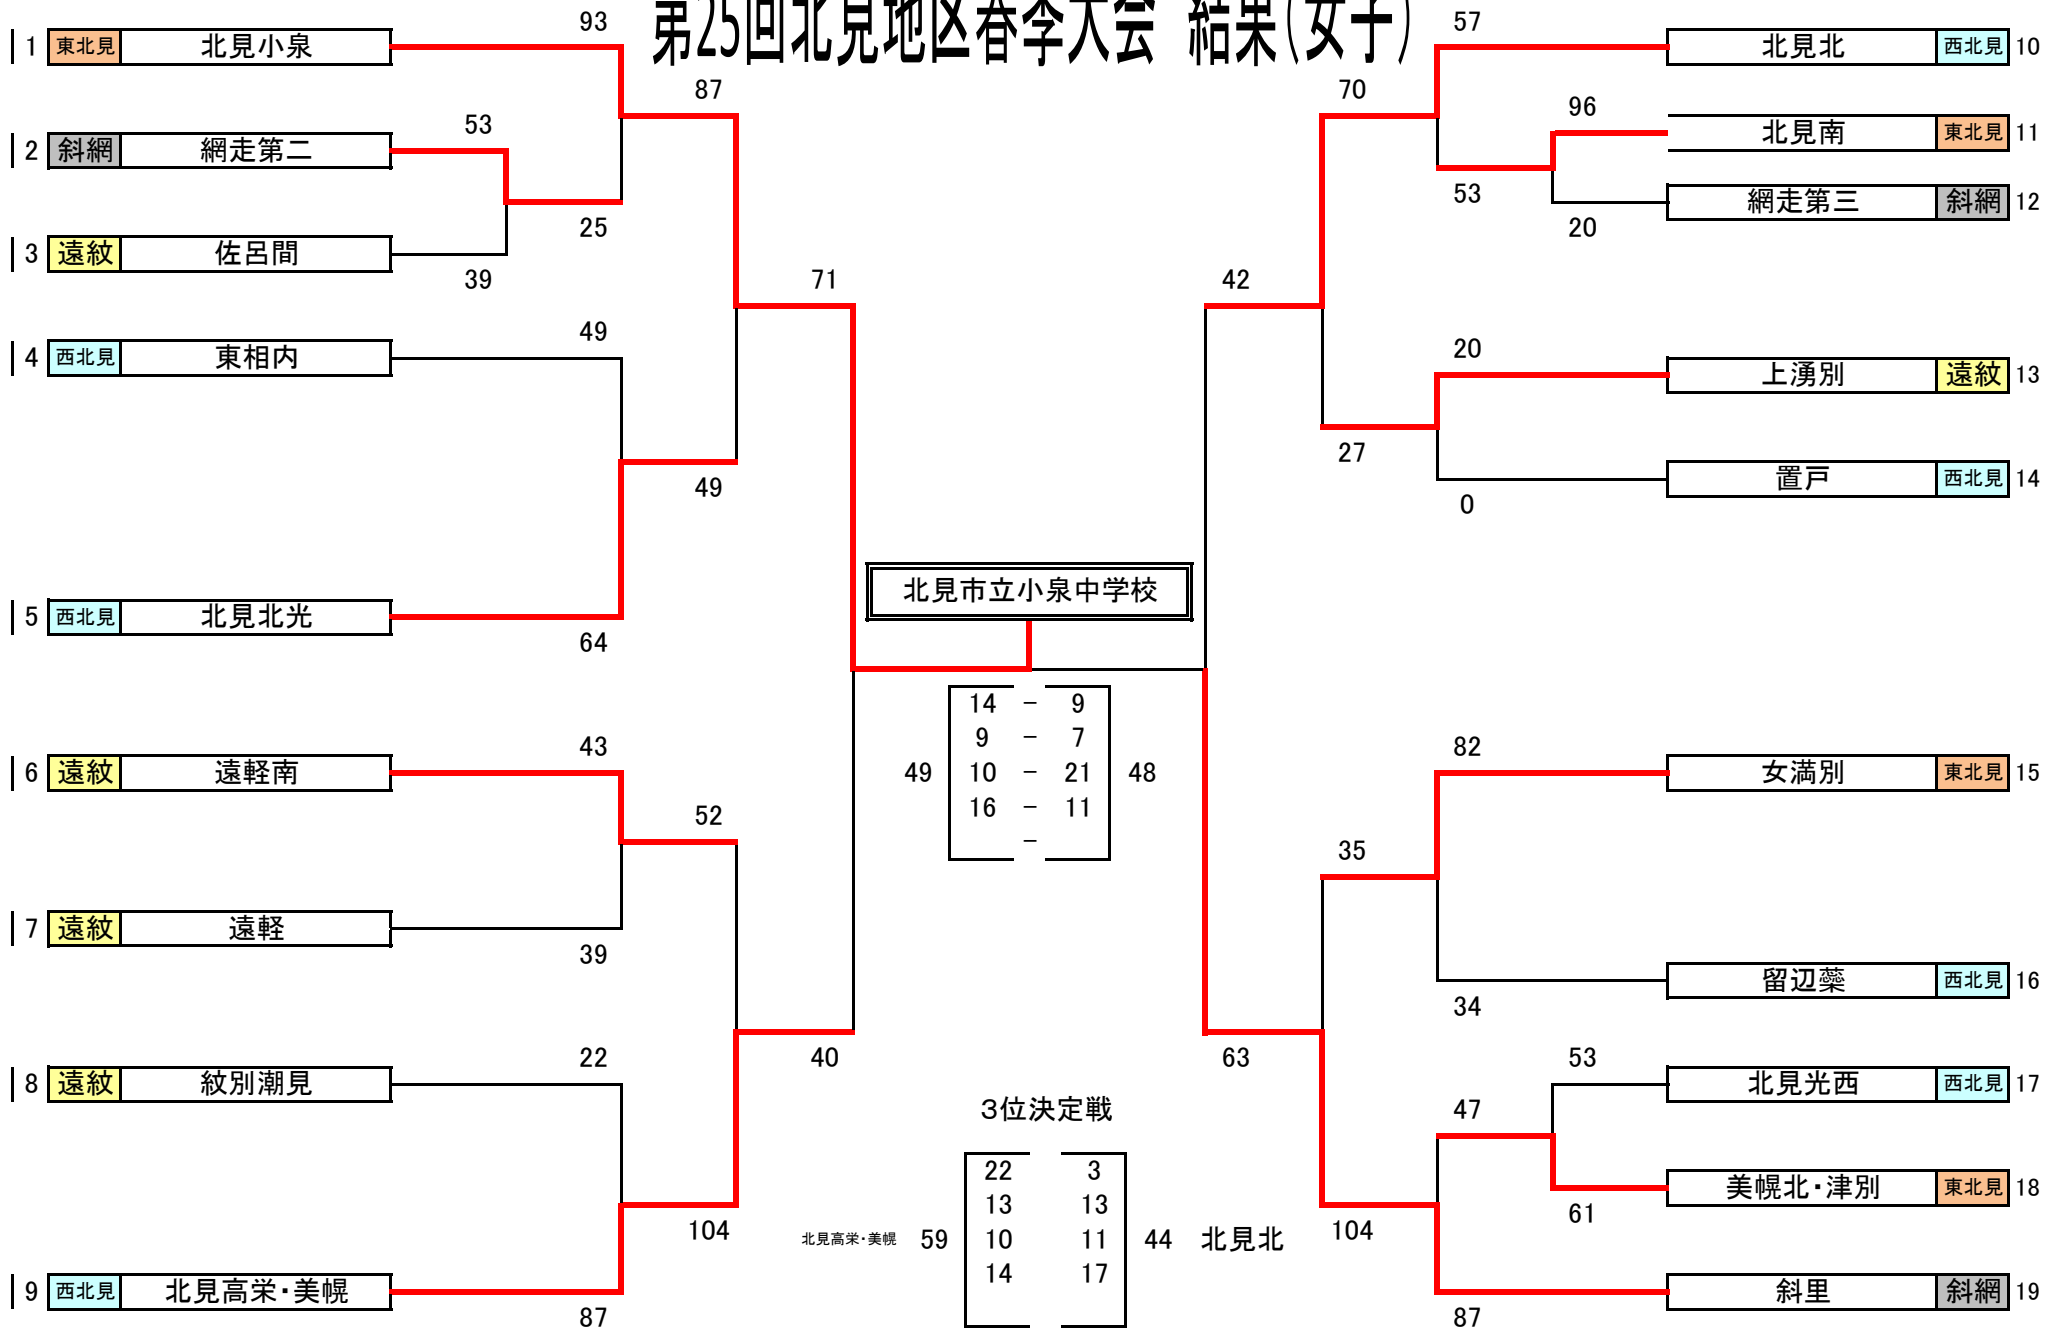 第25回北見地区春季大会 結果(女子)
1 東北見 北見小泉
93
87
53
2 斜網 網走第二
25
3 遠紋 佐呂間
39
71
49
4 西北見 東相内
49
5 西北見 北見北光
64
43
6 遠紋 遠軽南
52
7 遠紋 遠軽
39
22
8 遠紋 紋別潮見
40
104
9 西北見 北見高栄・美幌
87
北見市立小泉中学校
14 - 9
9 - 7
49 10 - 21 48
16 - 11
-
3位決定戦
22 3
13 13
北見高栄・美幌 59 10 11 44 北見北
14 17
57
北見北 西北見 10
70
96
北見南 東北見 11
53
網走第三 斜網 12
20
42
20
上湧別 遠紋 13
27
置戸 西北見 14
0
82
女満別 東北見 15
35
留辺蘂 西北見 16
34
63
53
北見光西 西北見 17
47
美幌北・津別 東北見 18
61
104
斜里 斜網 19
87